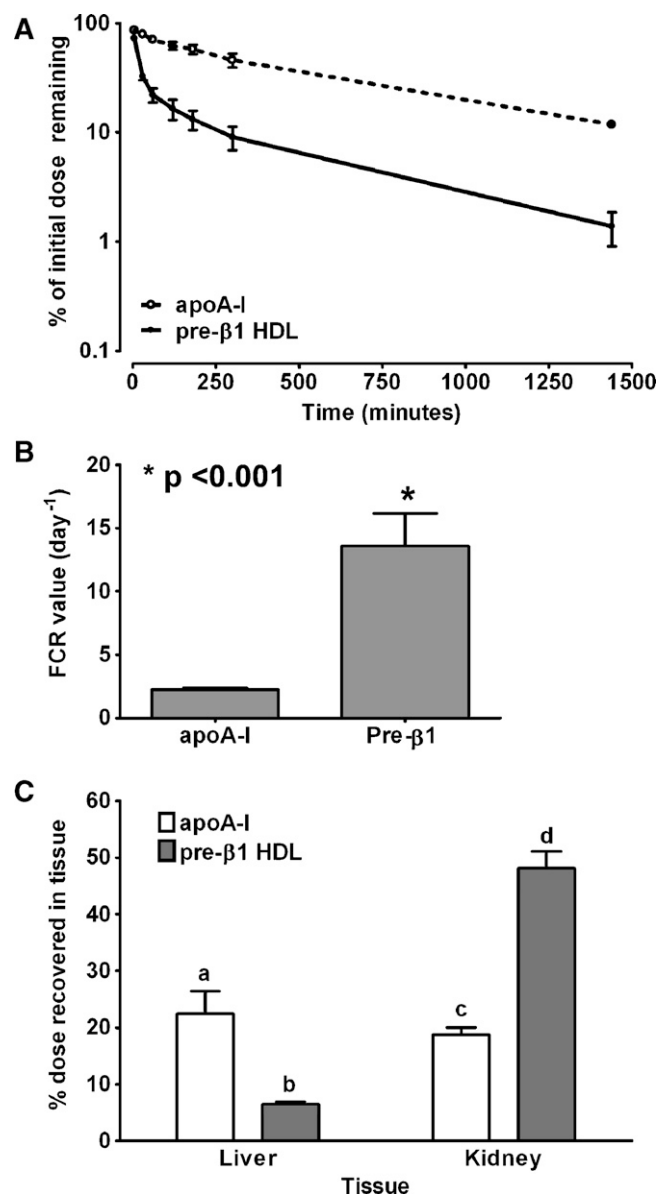 A
% of initial dose remaining
100
10
1
0.1
apoA-I
pre-β1 HDL
0 250 500 750 1000 1250 1500
Time (minutes)
B
* p <0.001
*
FCR value (day⁻¹)
20
15
10
5
0
apoA-I Pre-β1
C
% dose recovered in tissue
60
50
40
30
20
10
0
apoA-I
pre-β1 HDL
a
b
c
d
Liver Kidney
Tissue